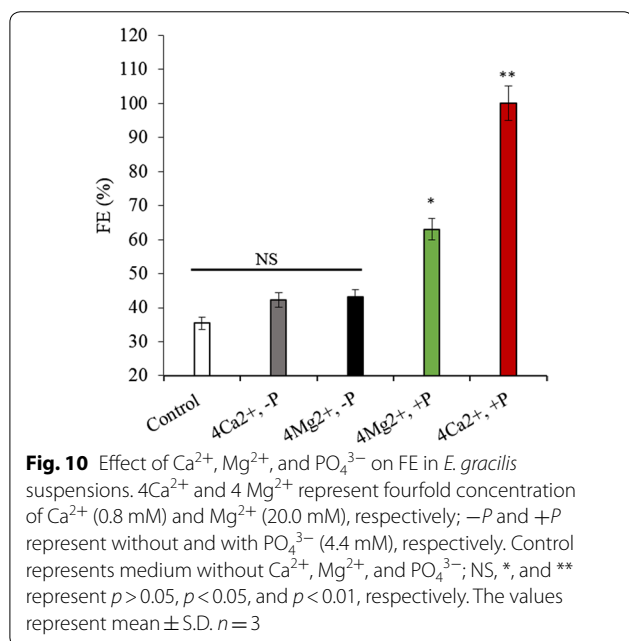 120
110
**
100
90
80
70
*
60
NS
50
40
30
20
FE (%)
Control
4Ca2+, -P
4Mg2+, -P
4Mg2+, +P
4Ca2+, +P
Fig. 10 Effect of Ca²⁺, Mg²⁺, and PO₄³⁻ on FE in E. gracilis
suspensions. 4Ca²⁺ and 4 Mg²⁺ represent fourfold concentration
of Ca²⁺ (0.8 mM) and Mg²⁺ (20.0 mM), respectively; −P and +P
represent without and with PO₄³⁻ (4.4 mM), respectively. Control
represents medium without Ca²⁺, Mg²⁺, and PO₄³⁻; NS, *, and **
represent p > 0.05, p < 0.05, and p < 0.01, respectively. The values
represent mean ± S.D. n = 3